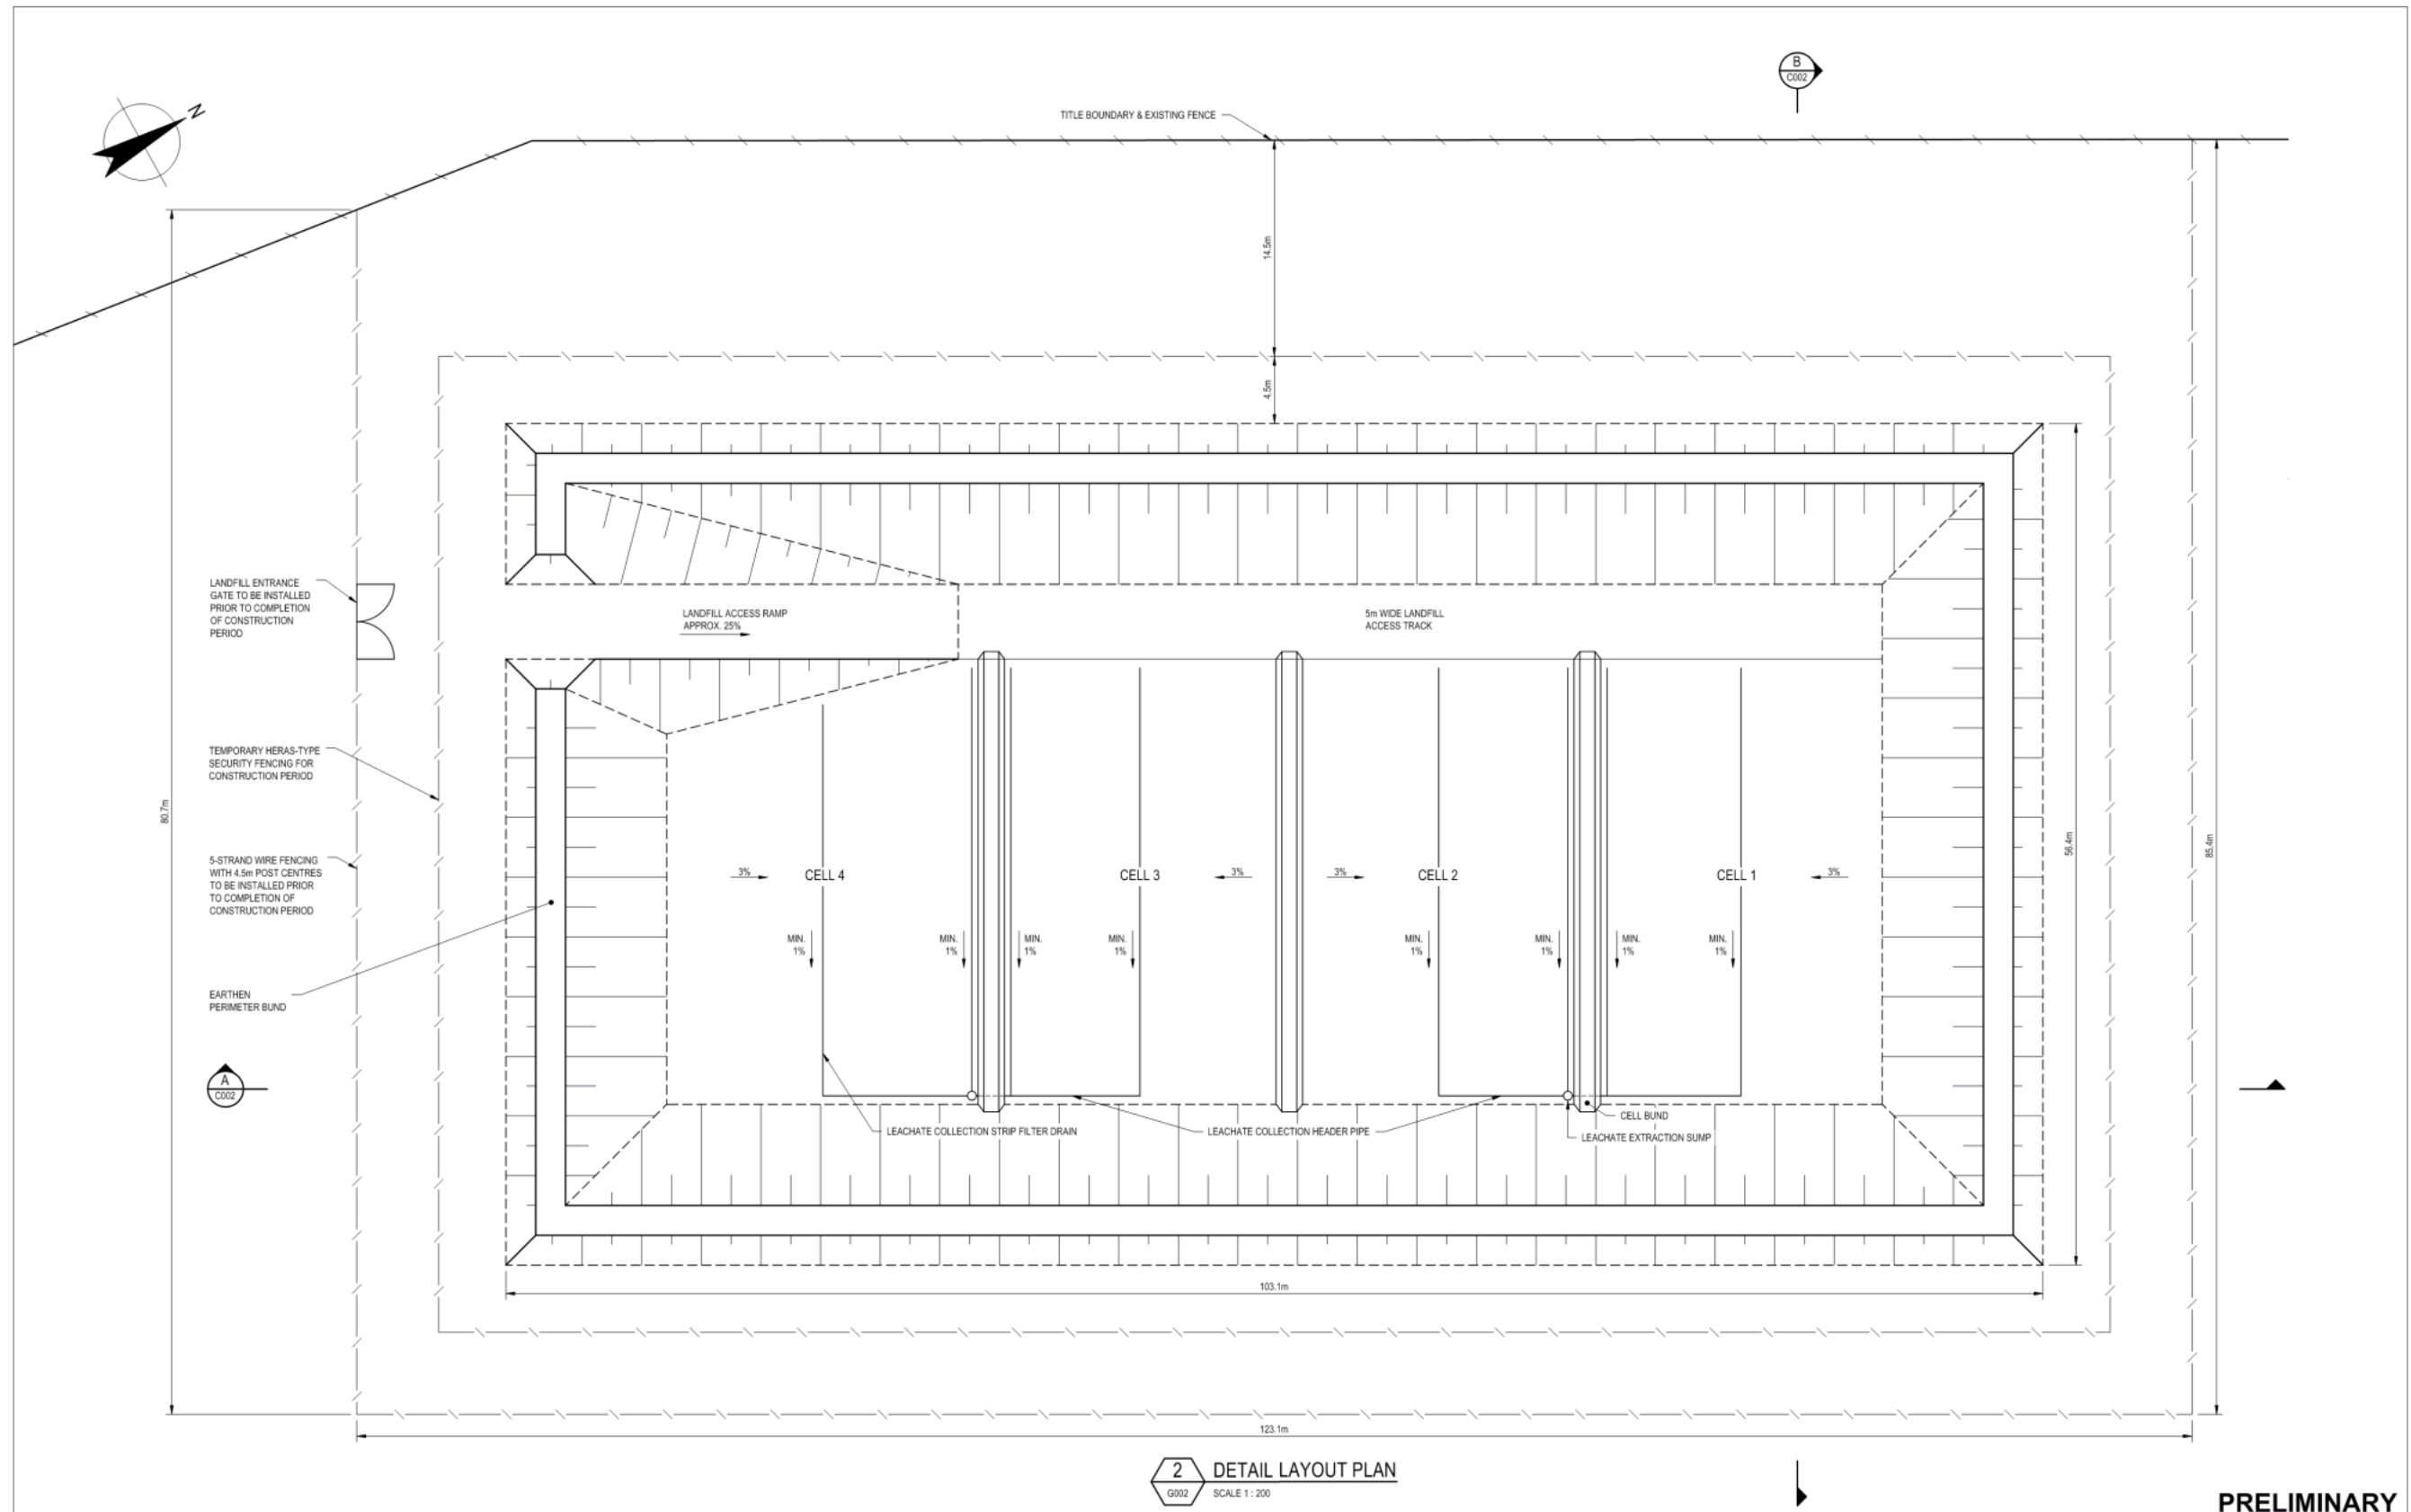 B
C002
N
TITLE BOUNDARY & EXISTING FENCE
14.5m
4.5m
LANDFILL ENTRANCE
GATE TO BE INSTALLED
PRIOR TO COMPLETION
OF CONSTRUCTION
PERIOD
LANDFILL ACCESS RAMP
APPROX. 25%
5m WIDE LANDFILL
ACCESS TRACK
TEMPORARY HERAS-TYPE
SECURITY FENCING FOR
CONSTRUCTION PERIOD
80.7m
56.4m
85.4m
5-STRAND WIRE FENCING
WITH 4.5m POST CENTRES
TO BE INSTALLED PRIOR
TO COMPLETION OF
CONSTRUCTION PERIOD
3%
CELL 4
CELL 3
3%
3%
CELL 2
CELL 1
3%
MIN.
1%
MIN.
1%
MIN.
1%
MIN.
1%
MIN.
1%
MIN.
1%
MIN.
1%
MIN.
1%
EARTHEN
PERIMETER BUND
A
C002
LEACHATE COLLECTION STRIP FILTER DRAIN
LEACHATE COLLECTION HEADER PIPE
CELL BUND
LEACHATE EXTRACTION SUMP
103.1m
123.1m
2
G002
DETAIL LAYOUT PLAN
SCALE 1 : 200
PRELIMINARY